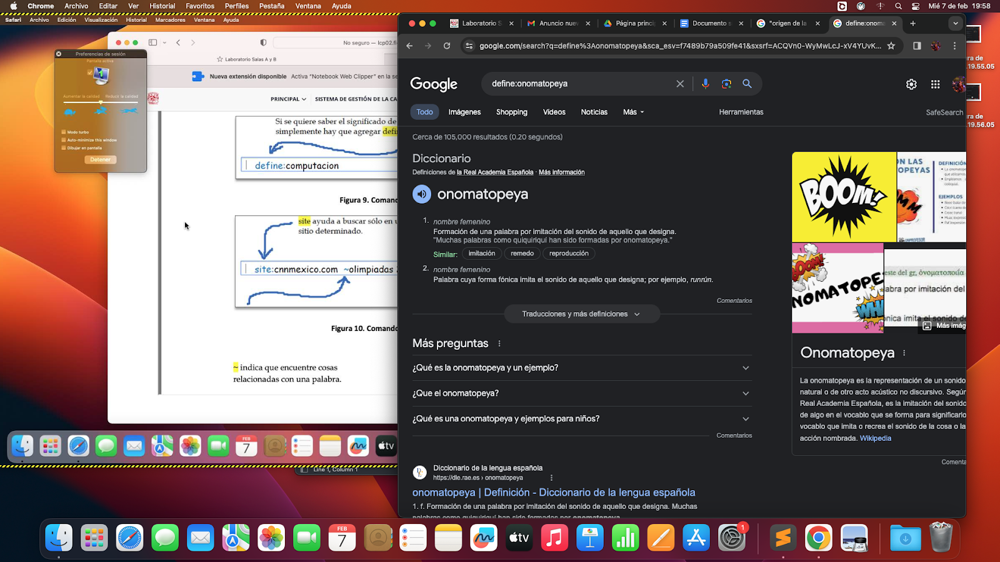 Chrome Archivo Editar Ver Historial Favoritos Perfiles Pestaña Ventana Ayuda Mié 7 de feb 19:58
Safari Archivo Edición Visualización Historial Marcadores Ventana Ayuda
No seguro — lcp02.fi-
Laboratorio Salas A y B
Nueva extensión disponible Activa “Notebook Web Clipper” en la se
PRINCIPAL SISTEMA DE GESTIÓN DE LA CA
Preferencias de sesión
Pantalla activa
1
Aumentar la calidad Reducir la calidad
Modo turbo
Auto-minimize this window
Dibujar en pantalla
Detener
Si se quiere saber el significado de
simplemente hay que agregar defi
define:computacion
Figura 9. Comand
site ayuda a buscar sólo en u
sitio determinado.
site:cnnmexico.com ~olimpiadas
Figura 10. Comando
~ indica que encuentre cosas
relacionadas con una palabra.
FEB
7
tv
Line 1, Column 1
Laboratorio S
Anuncio nuev
Página princi
Documento s
"origen de la
define:onoma
google.com/search?q=define%3Aonomatopeya&sca_esv=f7489b79a509fe41&sxsrf=ACQVn0-WyMwLcJ-xV4YUvK...
Google
define:onomatopeya
Todo Imágenes Shopping Videos Noticias Más Herramientas SafeSearch
Cerca de 105,000 resultados (0.20 segundos)
Diccionario
Definiciones de la Real Academia Española · Más información
onomatopeya
1. nombre femenino
Formación de una palabra por imitación del sonido de aquello que designa.
"Muchas palabras como quiquiriquí han sido formadas por onomatopeya."
Similar: imitación remedo reproducción
2. nombre femenino
Palabra cuya forma fónica imita el sonido de aquello que designa; por ejemplo, runrún.
Comentarios
Traducciones y más definiciones
Más preguntas
¿Qué es la onomatopeya y un ejemplo?
¿Que el onomatopeya?
¿Qué es una onomatopeya y ejemplos para niños?
Comentarios
Diccionario de la lengua española
https://dle.rae.es › onomatopeya
onomatopeya | Definición - Diccionario de la lengua española
1. f. Formación de una palabra por imitación del sonido de aquello que designa. Muchas
palabras como quiquiriquí han sido formadas por onomatopeya.
BOOM!
ON LAS
OPEYAS
DEFINICIÓN
EJEMPLOS
BOOM!
NOMATOPE
WH
este del gr. ὀνοματοποιΐα
abra por imitación del
onica imita el sonido de
Más imág
Onomatopeya
La onomatopeya es la representación de un sonido
natural o de otro acto acústico no discursivo. Según
Real Academia Española, es la imitación del sonido
de algo en el vocablo que se forma para significarlo
vocablo que imita o recrea el sonido de la cosa o la
acción nombrada. Wikipedia
Comenta
ra de
.19.55.05
ra de
.19.56.05
FEB
7
tv
1